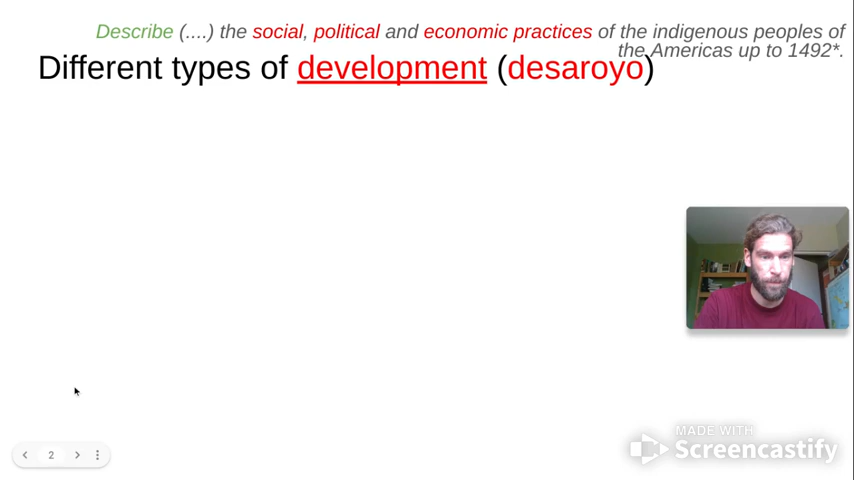 Describe (....) the social, political and economic practices of the indigenous peoples of
the Americas up to 1492*.
Different types of development (desaroyo)
2
MADE WITH
Screencastify